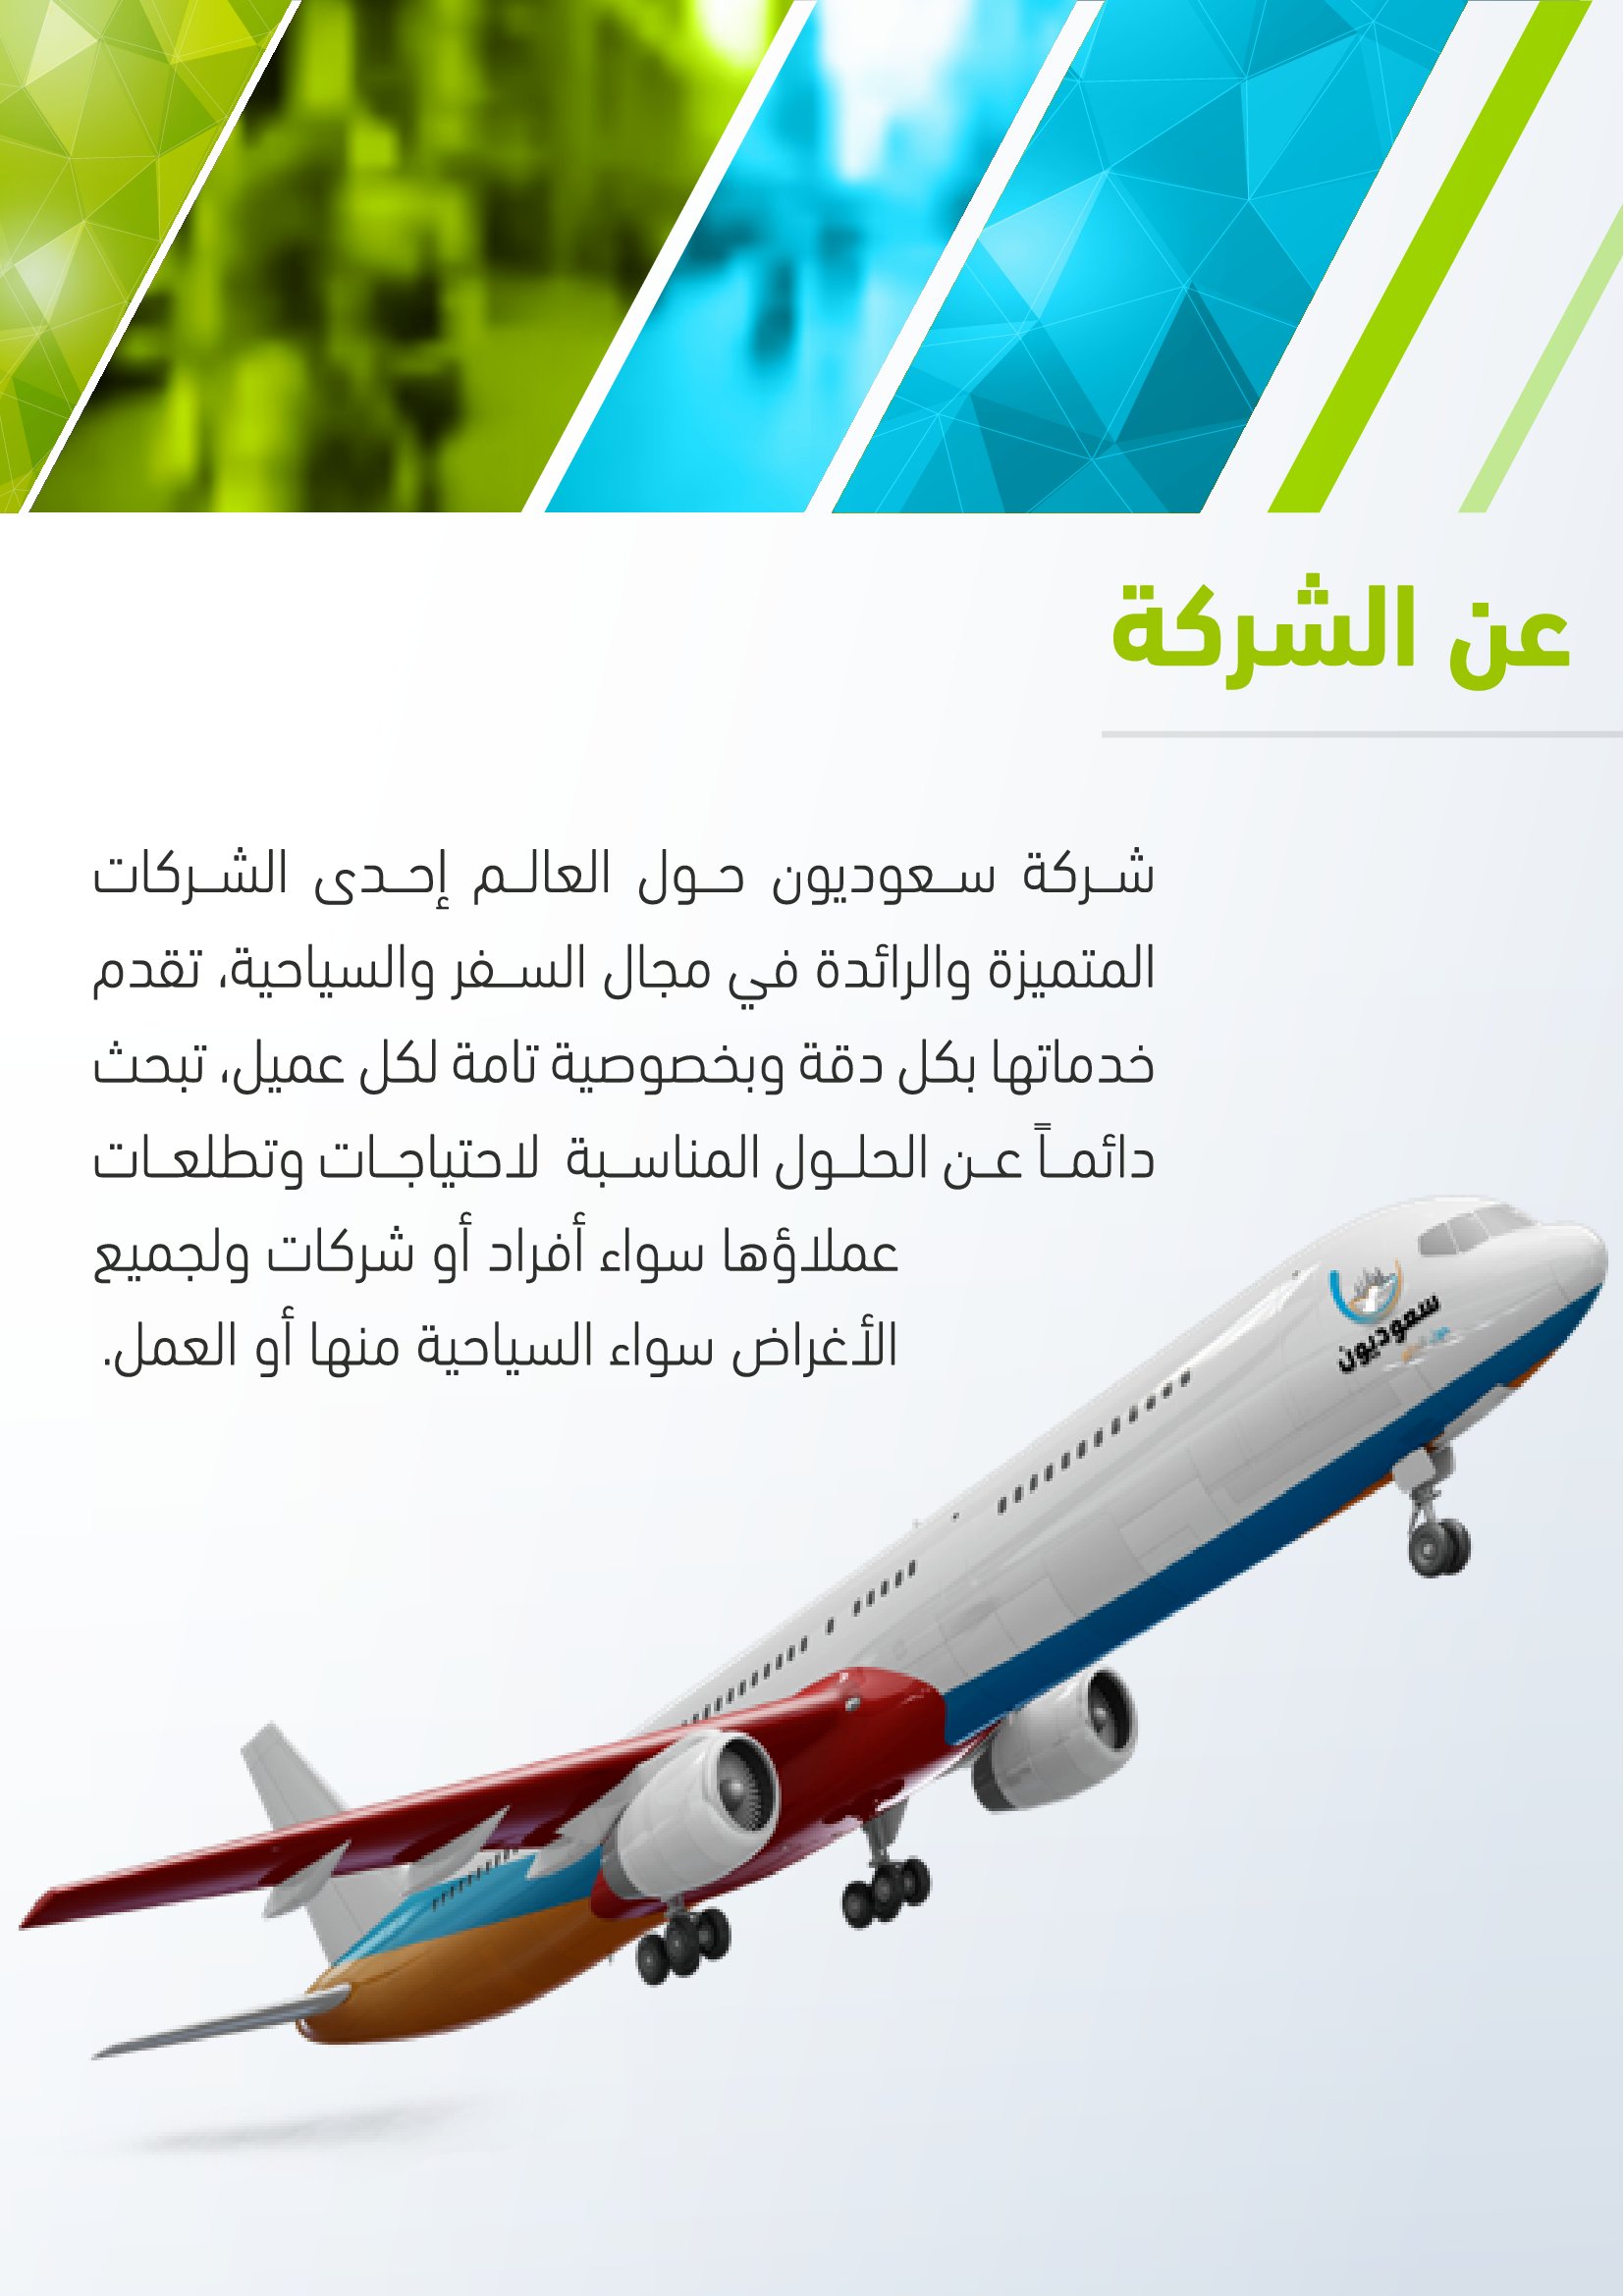 عن الشركة
شركة سعوديون حول العالم إحدى الشركات
المتميزة والرائدة في مجال السفر والسياحية، تقدم
خدماتها بكل دقة وبخصوصية تامة لكل عميل، تبحث
دائماً عن الحلول المناسبة لاحتياجات وتطلعات
عملاؤها سواء أفراد أو شركات ولجميع
الأغراض سواء السياحية منها أو العمل.
سعوديون